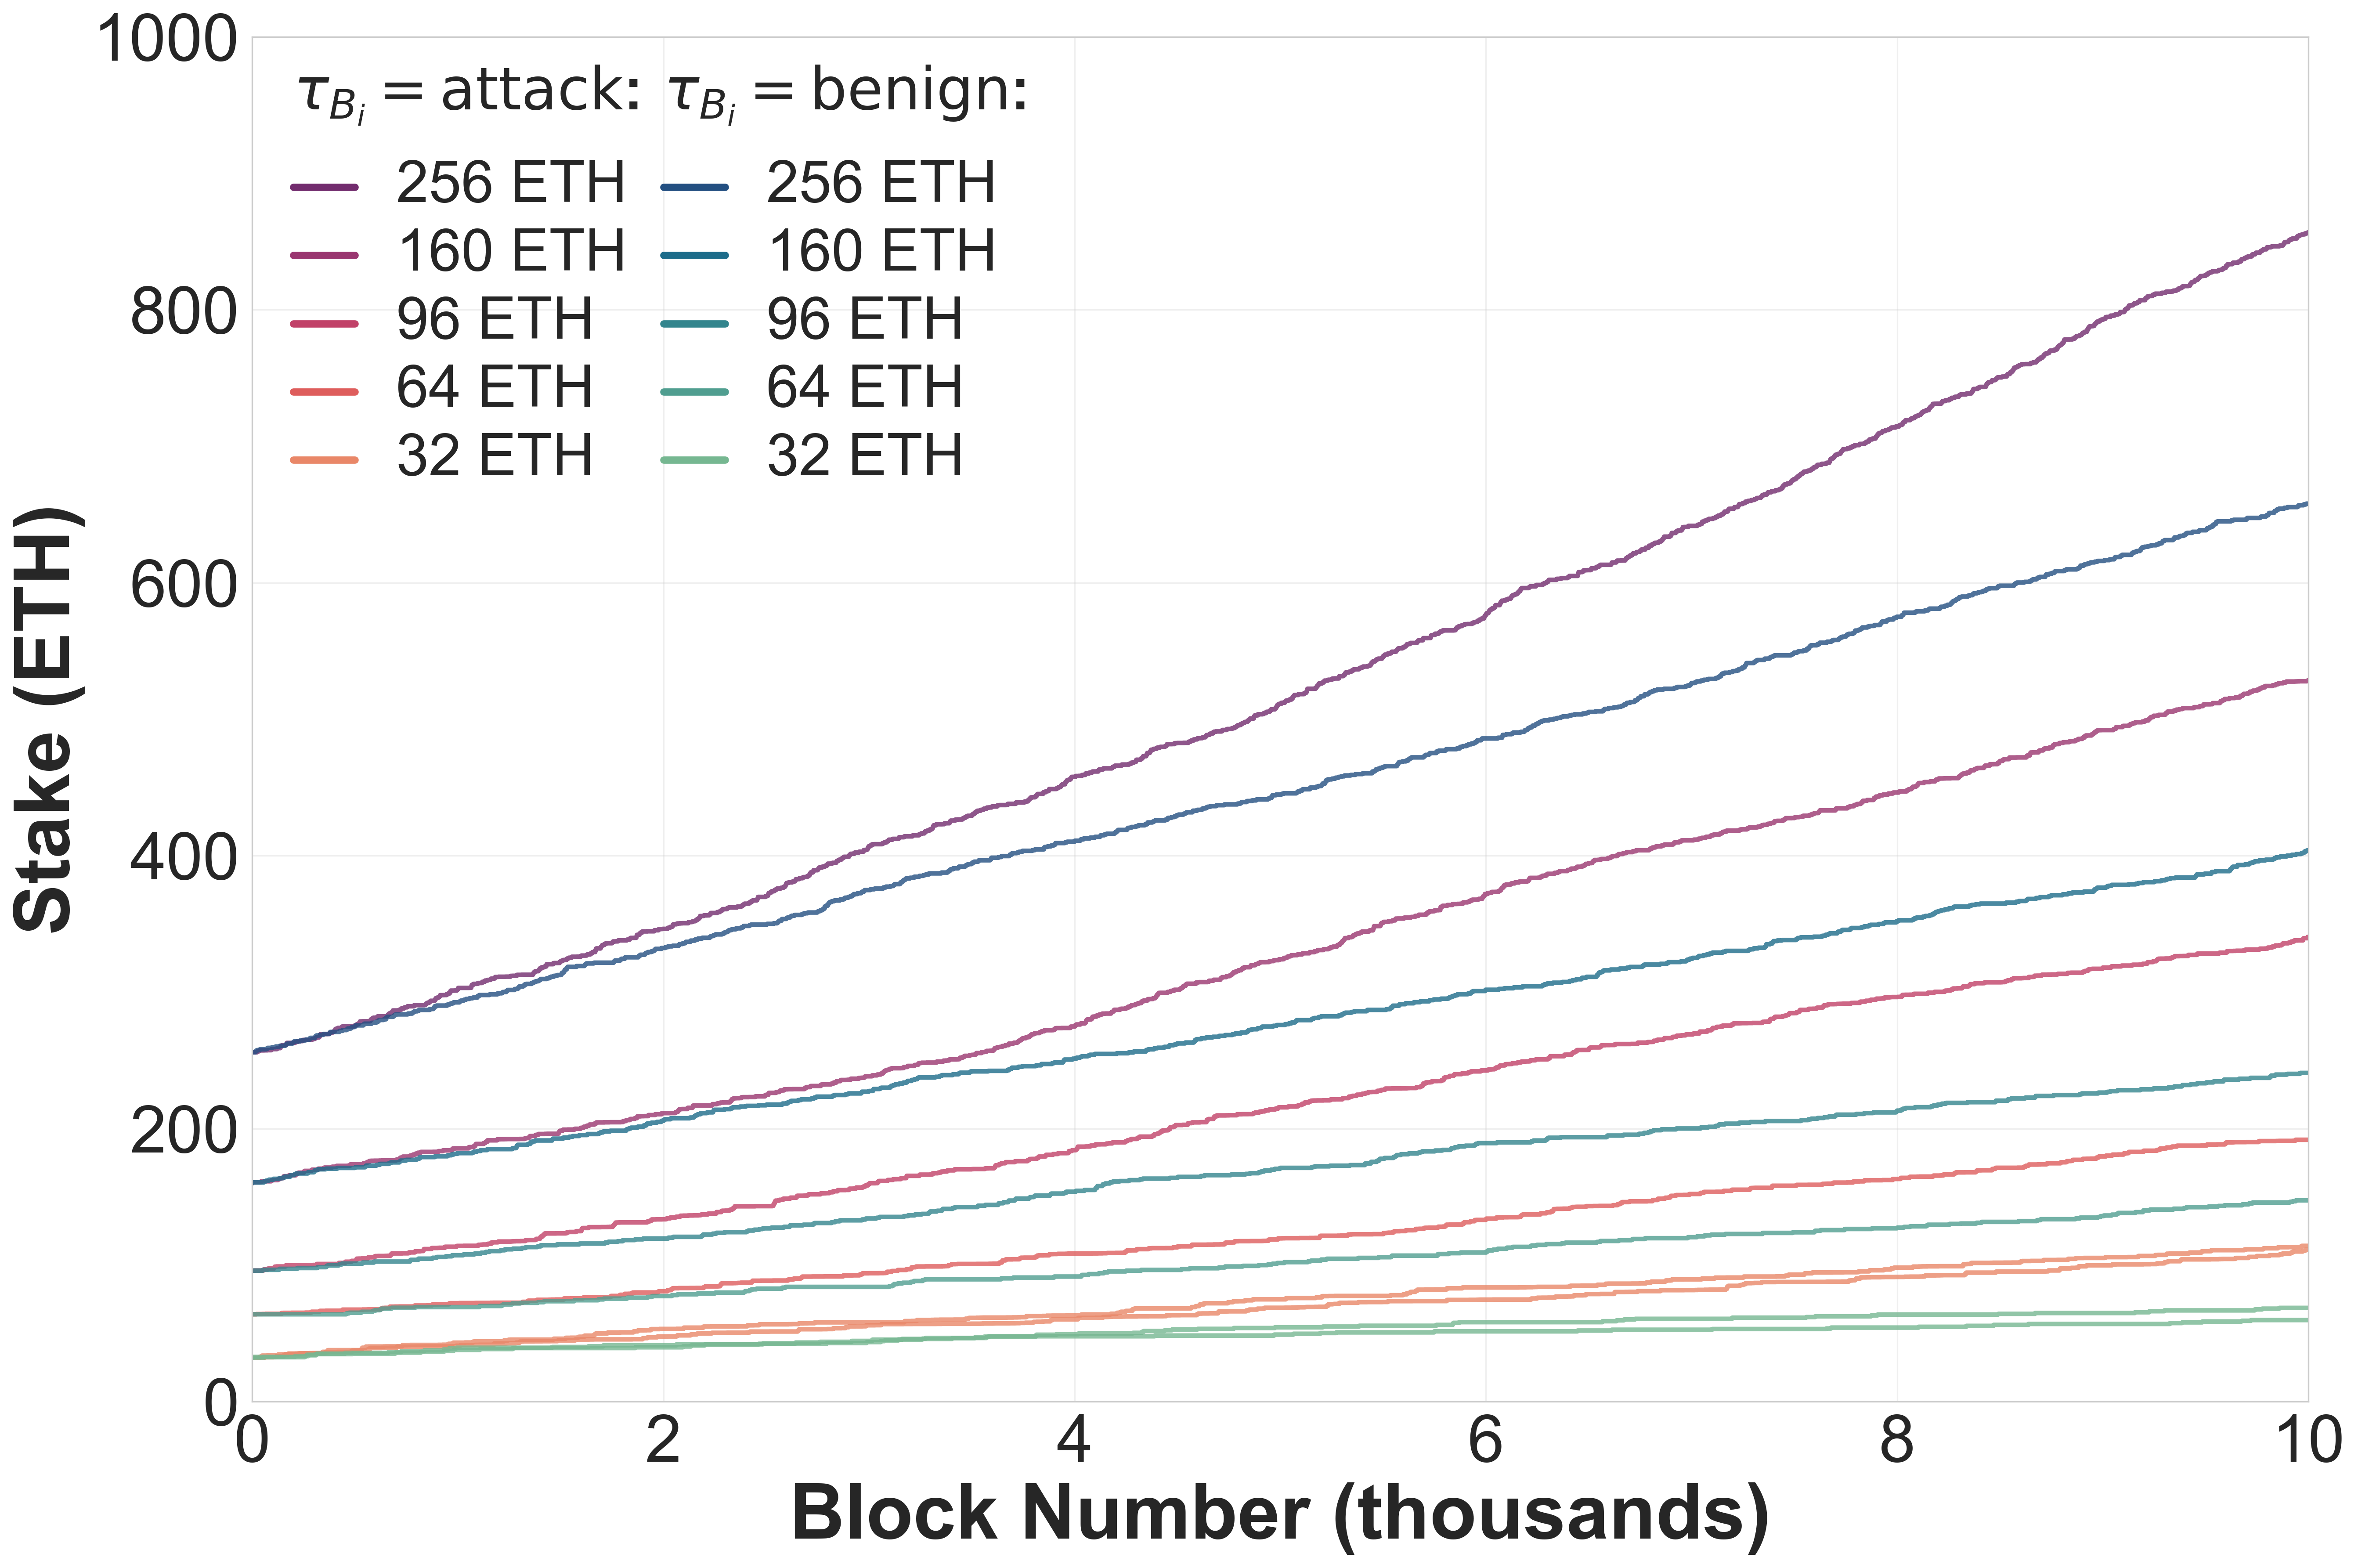 1000
800
600
400
200
0
Stake (ETH)
τ_{B_i} = attack: τ_{B_i} = benign:
256 ETH 256 ETH
160 ETH 160 ETH
96 ETH 96 ETH
64 ETH 64 ETH
32 ETH 32 ETH
0 2 4 6 8 10
Block Number (thousands)